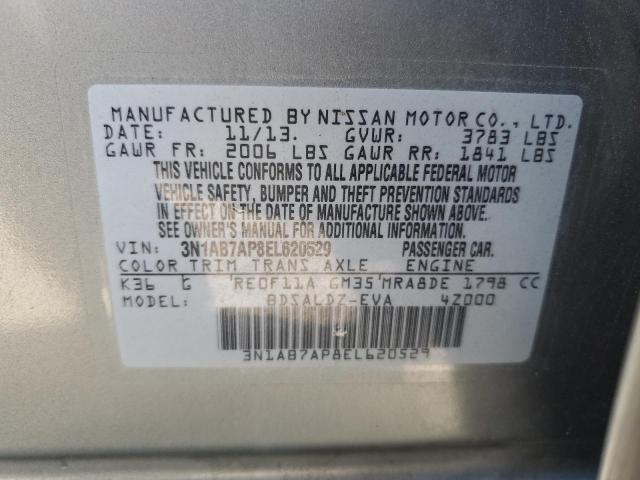 MANUFACTURED BY NISSAN MOTOR CO., LTD.
DATE: 11/13. GVWR: 3783 LBS
GAWR FR: 2006 LBS GAWR RR: 1841 LBS
THIS VEHICLE CONFORMS TO ALL APPLICABLE FEDERAL MOTOR
VEHICLE SAFETY, BUMPER AND THEFT PREVENTION STANDARDS
IN EFFECT ON THE DATE OF MANUFACTURE SHOWN ABOVE.
SEE OWNER'S MANUAL FOR ADDITIONAL INFORMATION.
VIN: 3N1AB7AP8EL620529 PASSENGER CAR.
COLOR TRIM TRANS AXLE ENGINE
K36 G RE0F11A GM35 MRA8DE 1798 CC
MODEL: BDSALDZ-EVA 4Z000
3N1AB7AP8EL620529